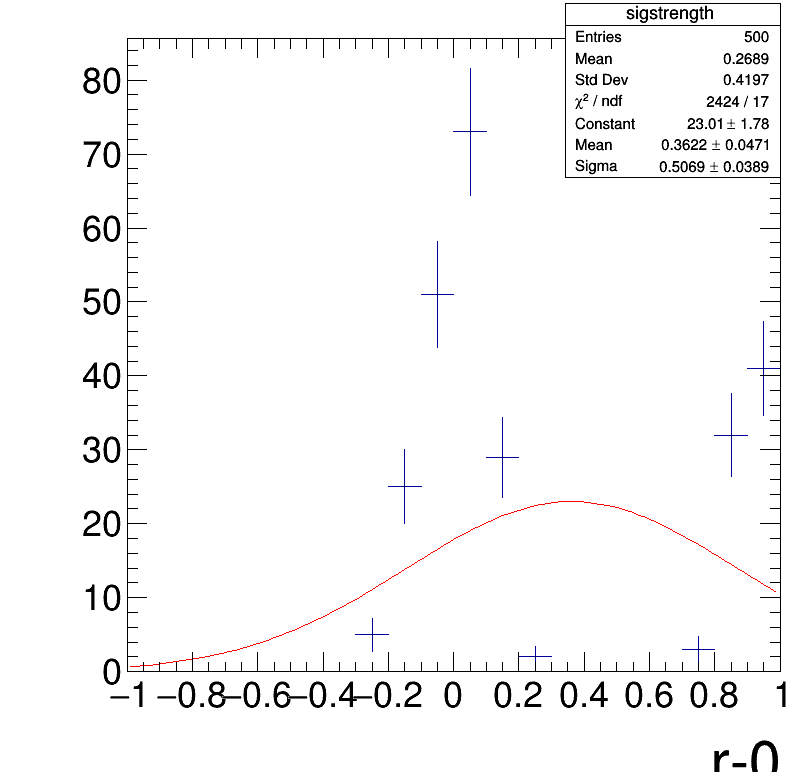 sigstrength
Entries 500
Mean 0.2689
Std Dev 0.4197
χ² / ndf 2424 / 17
Constant 23.01 ± 1.78
Mean 0.3622 ± 0.0471
Sigma 0.5069 ± 0.0389
80
70
60
50
40
30
20
10
0
−1 −0.8 −0.6 −0.4 −0.2 0 0.2 0.4 0.6 0.8 1
r-0